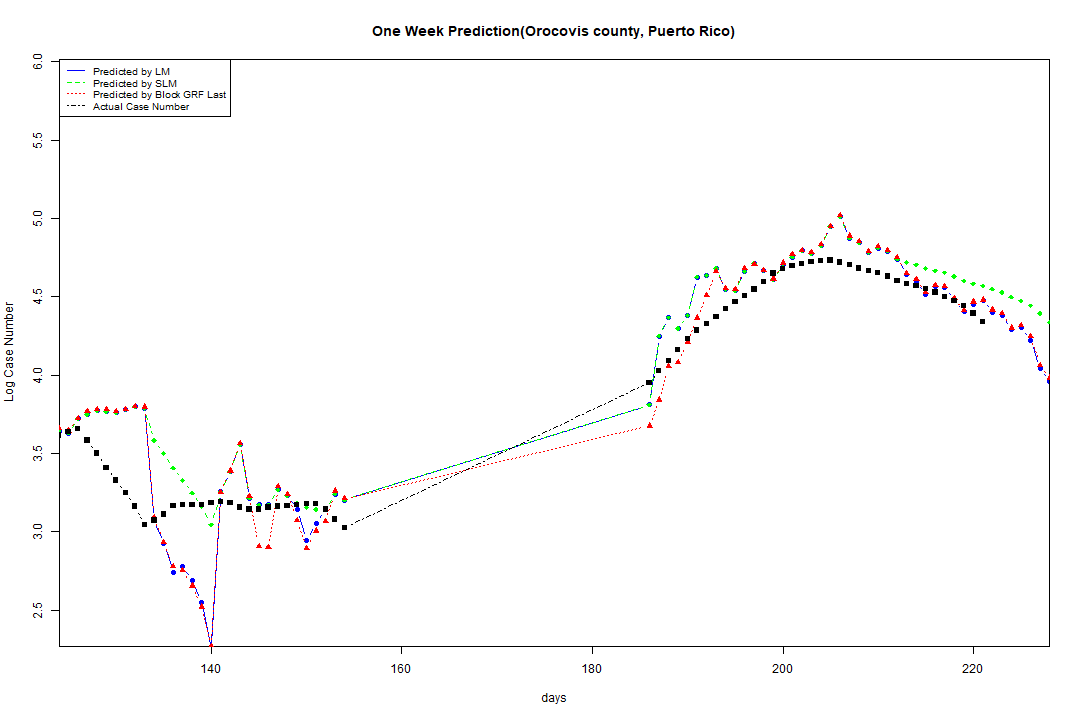 One Week Prediction(Orocovis county, Puerto Rico)
Predicted by LM
Predicted by SLM
Predicted by Block GRF Last
Actual Case Number
6.0
5.5
5.0
4.5
4.0
3.5
3.0
2.5
Log Case Number
140 160 180 200 220
days